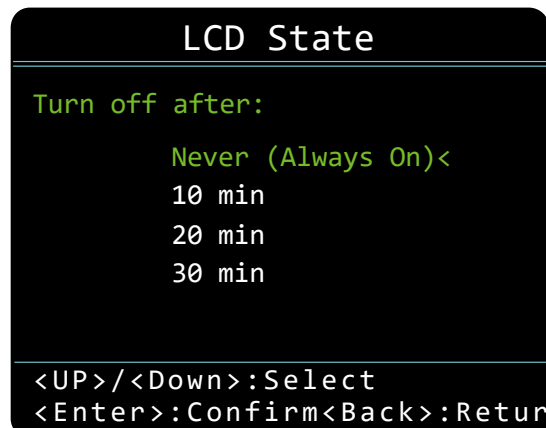 LCD State
Turn off after:
Never (Always On)<
10 min
20 min
30 min
<UP>/<Down>:Select
<Enter>:Confirm<Back>:Retur